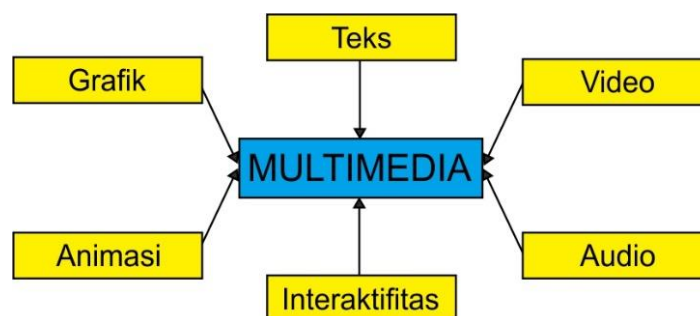 Teks
Grafik
Video
MULTIMEDIA
Animasi
Audio
Interaktifitas